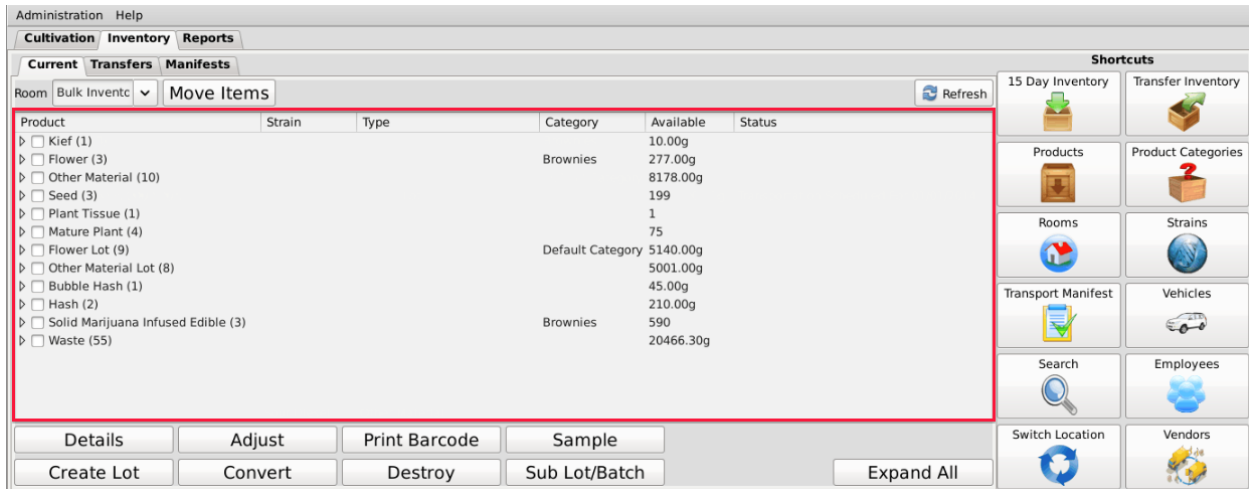 Administration Help
Cultivation Inventory Reports
Current Transfers Manifests
Room Bulk Inventc Move Items Refresh
Product Strain Type Category Available Status
Kief (1) 10.00g
Flower (3) Brownies 277.00g
Other Material (10) 8178.00g
Seed (3) 199
Plant Tissue (1) 1
Mature Plant (4) 75
Flower Lot (9) Default Category 5140.00g
Other Material Lot (8) 5001.00g
Bubble Hash (1) 45.00g
Hash (2) 210.00g
Solid Marijuana Infused Edible (3) Brownies 590
Waste (55) 20466.30g
Details Adjust Print Barcode Sample
Create Lot Convert Destroy Sub Lot/Batch Expand All
Shortcuts
15 Day Inventory Transfer Inventory
Products Product Categories
Rooms Strains
Transport Manifest Vehicles
Search Employees
Switch Location Vendors